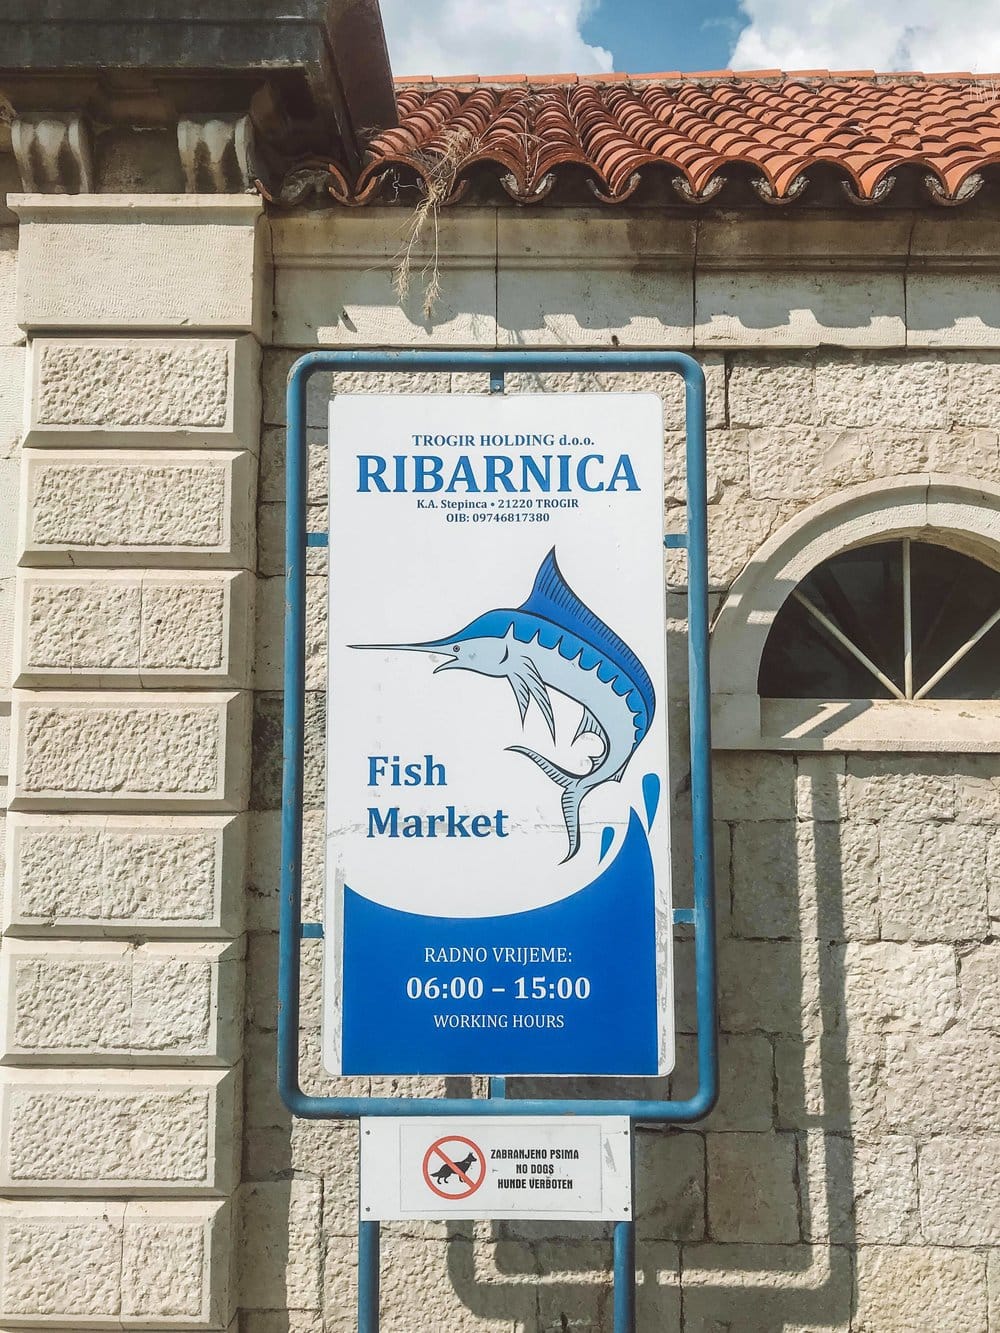 TROGIR HOLDING d.o.o.
RIBARNICA
K.A. Stepinca • 21220 TROGIR
OIB: 09746817380
Fish
Market
RADNO VRIJEME:
06:00 – 15:00
WORKING HOURS
ZABRANJENO PSIMA
NO DOGS
HUNDE VERBOTEN